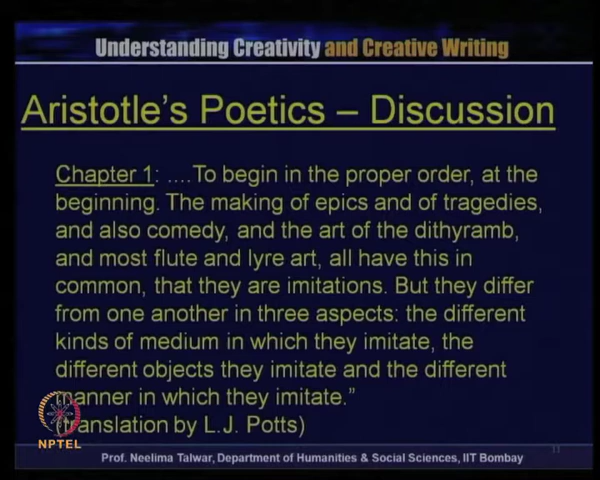 Understanding Creativity and Creative Writing
Aristotle's Poetics – Discussion
Chapter 1: ....To begin in the proper order, at the
beginning. The making of epics and of tragedies,
and also comedy, and the art of the dithyramb,
and most flute and lyre art, all have this in
common, that they are imitations. But they differ
from one another in three aspects: the different
kinds of medium in which they imitate, the
different objects they imitate and the different
manner in which they imitate."
(translation by L.J. Potts)
NPTEL
11
Prof. Neelima Talwar, Department of Humanities & Social Sciences, IIT Bombay